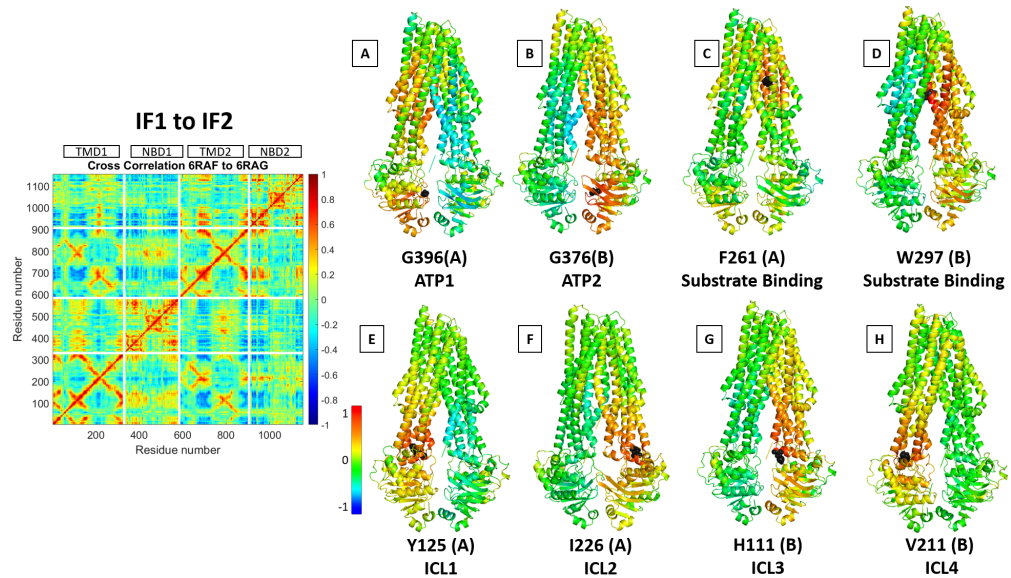 IF1 to IF2
TMD1 NBD1 TMD2 NBD2
Cross Correlation 6RAF to 6RAG
1100
1000
900
800
700
600
500
400
300
200
100
Residue number
200 400 600 800 1000
Residue number
1
0.8
0.6
0.4
0.2
0
-0.2
-0.4
-0.6
-0.8
-1
A
B
C
D
G396(A)
ATP1
G376(B)
ATP2
F261 (A)
Substrate Binding
W297 (B)
Substrate Binding
1
0
-1
E
F
G
H
Y125 (A)
ICL1
I226 (A)
ICL2
H111 (B)
ICL3
V211 (B)
ICL4